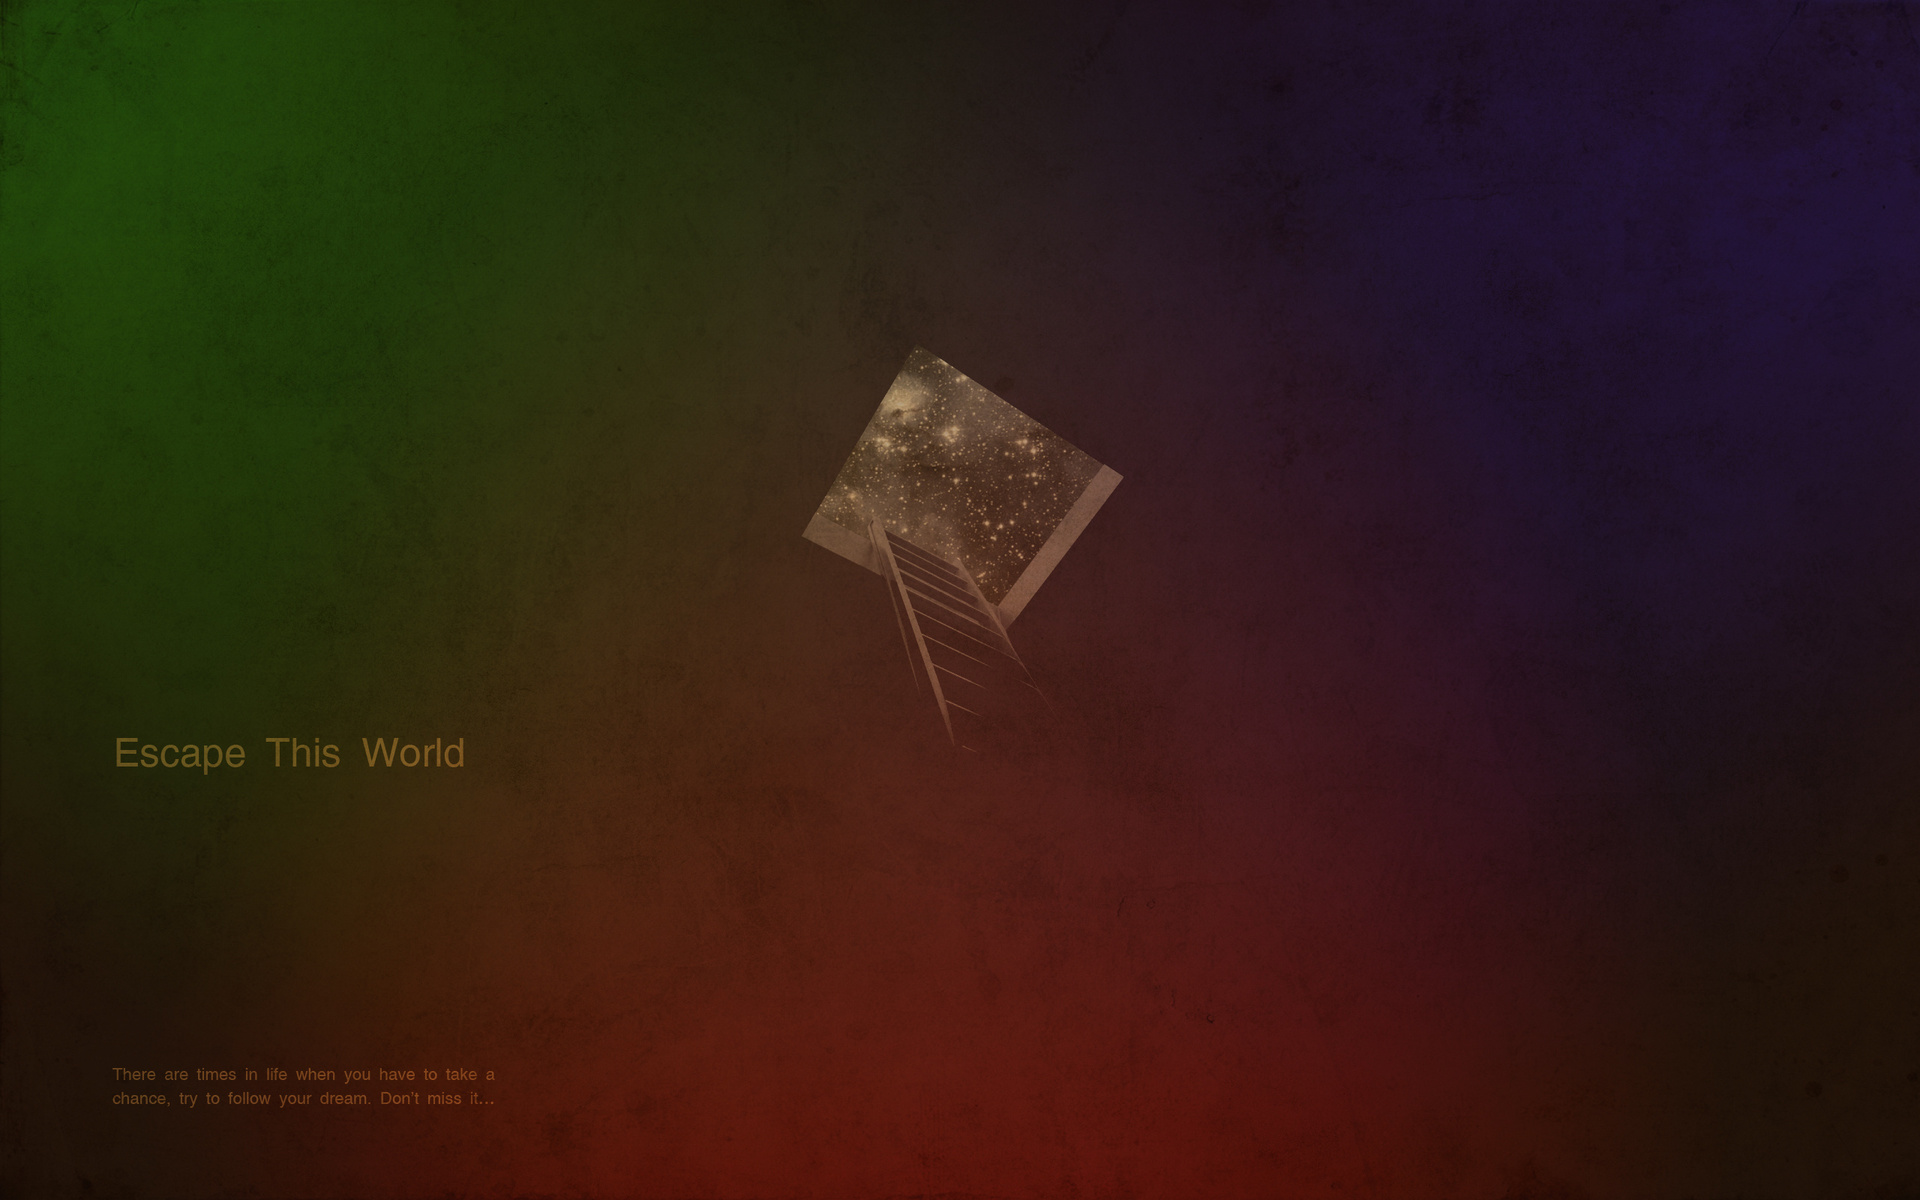 Escape This World
There are times in life when you have to take a
chance, try to follow your dream. Don't miss it...